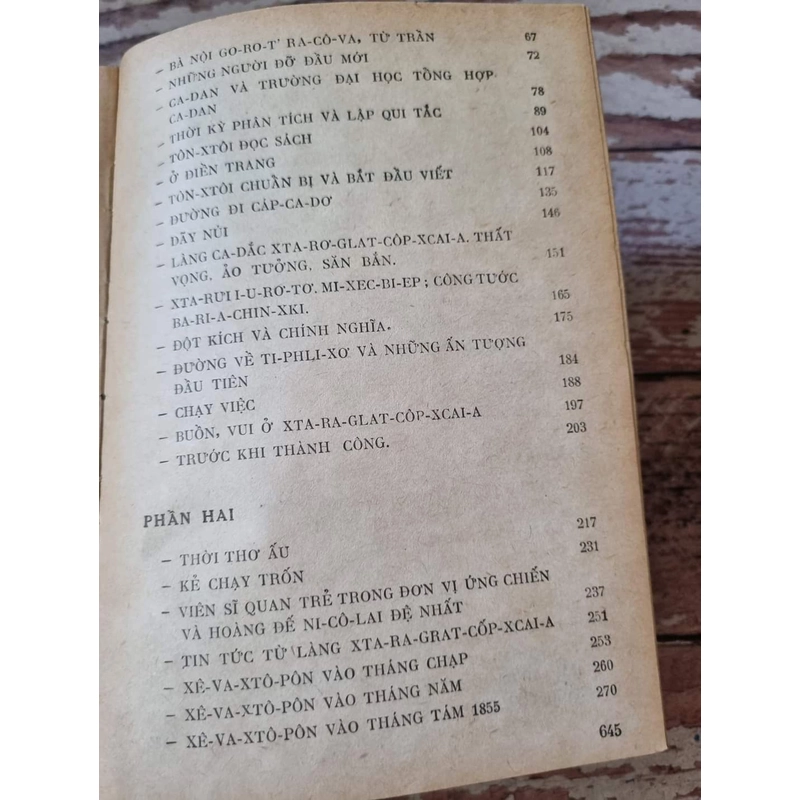 — BÀ NỘI GO-RO-T' RA-CÔ-VA, TỪ TRẦN 67
— NHỮNG NGƯỜI ĐỠ ĐẦU MỚI 72
— CA-DAN VÀ TRƯỜNG ĐẠI HỌC TỔNG HỢP
CA-DAN 78
— THỜI KỲ PHÂN TÍCH VÀ LẬP QUI TẮC 89
— TÔN-XTÔI ĐỌC SÁCH 104
— Ở ĐIỀN TRANG 108
— TÔN-XTÔI CHUẨN BỊ VÀ BẮT ĐẦU VIẾT 117
— ĐƯỜNG ĐI CÁP-CA-DƠ 135
— DÃY NÚI 146
— LÀNG CA-DẮC XTA-RƠ-GLAT-CÔP-XCAI-A. THẤT
VỌNG, ẢO TƯỞNG, SĂN BẮN. 151
— XTA-RƯI I-U-RƠ-TƠ. MI-XEC-BI-EP ; CÔNG TƯỚC
BA-RI-A-CHIN-XKI. 165
— ĐỘT KÍCH VÀ CHÍNH NGHĨA. 175
— ĐƯỜNG VỀ TI-PHLI-XƠ VÀ NHỮNG ẤN TƯỢNG
ĐẦU TIÊN 184
— CHẠY VIỆC 188
— BUỒN, VUI Ở XTA-RA-GLAT-CÔP-XCAI-A 197
— TRƯỚC KHI THÀNH CÔNG. 203
PHẦN HAI
— THỜI THƠ ẤU 217
— KẺ CHẠY TRỐN 231
— VIÊN SĨ QUAN TRẺ TRONG ĐƠN VỊ ỨNG CHIẾN
VÀ HOÀNG ĐẾ NI-CÔ-LAI ĐỆ NHẤT 237
— TIN TỨC TỪ LÀNG XTA-RA-GRAT-CỐP-XCAI-A 251
— XÊ-VA-XTÔ-PÔN VÀO THÁNG CHẠP 253
— XÊ-VA-XTÔ-PÔN VÀO THÁNG NĂM 260
— XÊ-VA-XTÔ-PÔN VÀO THÁNG TÁM 1855 270
645